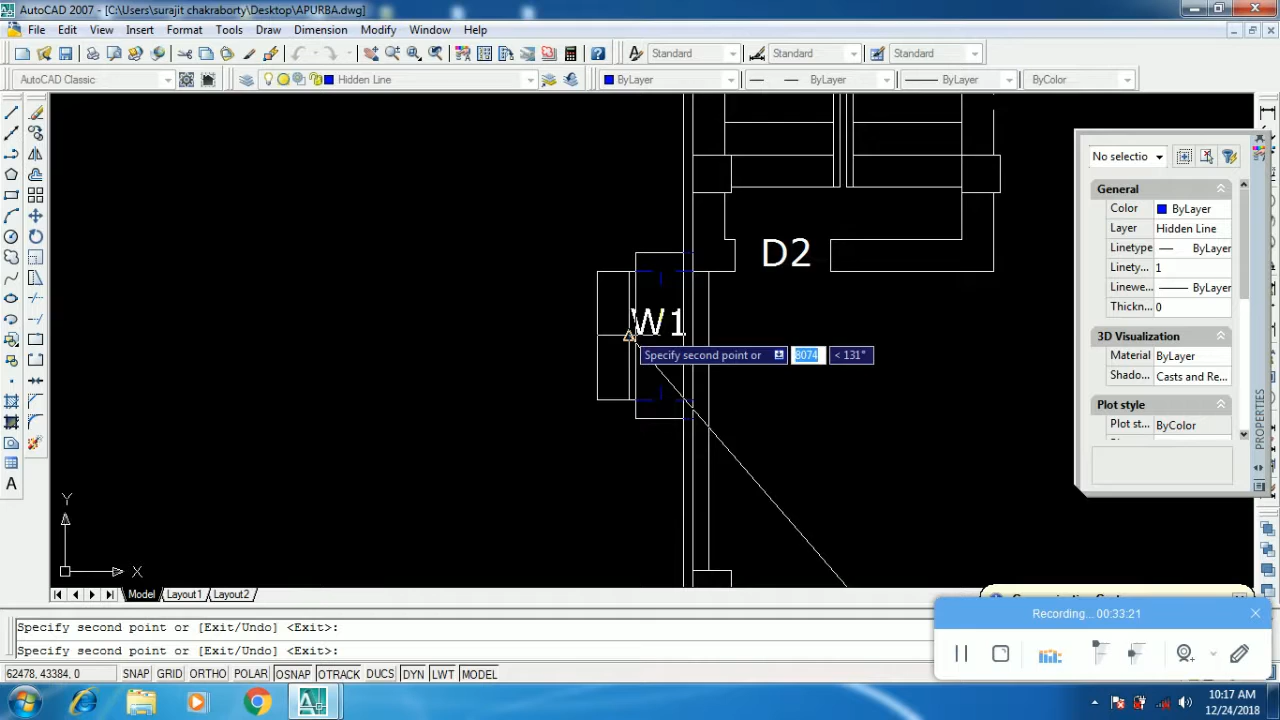 AutoCAD 2007 - [C:\Users\surajit chakraborty\Desktop\APURBA.dwg]
File Edit View Insert Format Tools Draw Dimension Modify Window Help
Standard Standard Standard
AutoCAD Classic Hidden Line ByLayer ByLayer ByLayer ByColor
No selectio
General
Color ByLayer
Layer Hidden Line
Linetype ByLayer
Linety... 1
Linewe... ByLayer
Thickn... 0
3D Visualization
Material ByLayer
Shado... Casts and Re...
Plot style
Plot st... ByColor
PROPERTIES
D2
W1
Specify second point or 8074 < 131°
Y
X
A
Model Layout1 Layout2
Specify second point or [Exit/Undo] <Exit>:
Specify second point or [Exit/Undo] <Exit>:
Recording... 00:33:21
62478, 43384, 0 SNAP GRID ORTHO POLAR OSNAP OTRACK DUCS DYN LWT MODEL
10:17 AM
12/24/2018